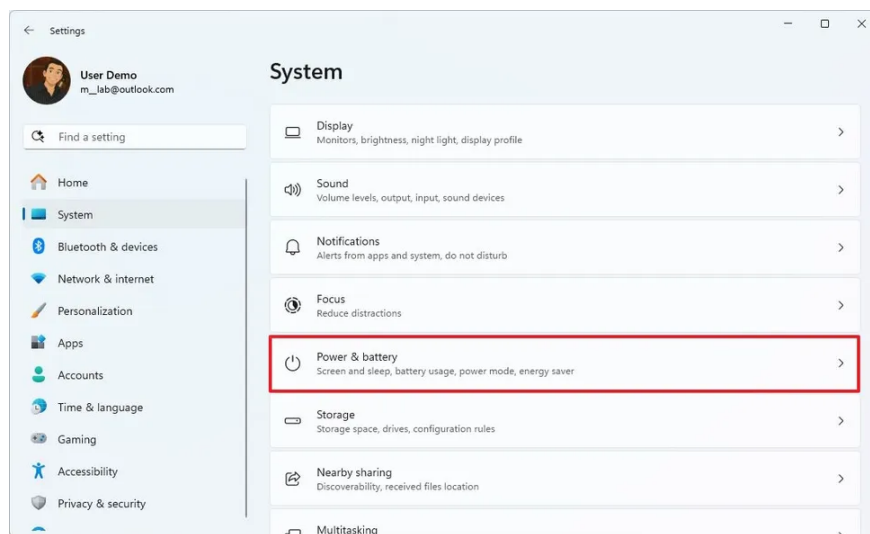 Settings
User Demo
m__lab@outlook.com
Find a setting
Home
System
Bluetooth & devices
Network & internet
Personalization
Apps
Accounts
Time & language
Gaming
Accessibility
Privacy & security
System
Display
Monitors, brightness, night light, display profile
Sound
Volume levels, output, input, sound devices
Notifications
Alerts from apps and system, do not disturb
Focus
Reduce distractions
Power & battery
Screen and sleep, battery usage, power mode, energy saver
Storage
Storage space, drives, configuration rules
Nearby sharing
Discoverability, received files location
Multitasking